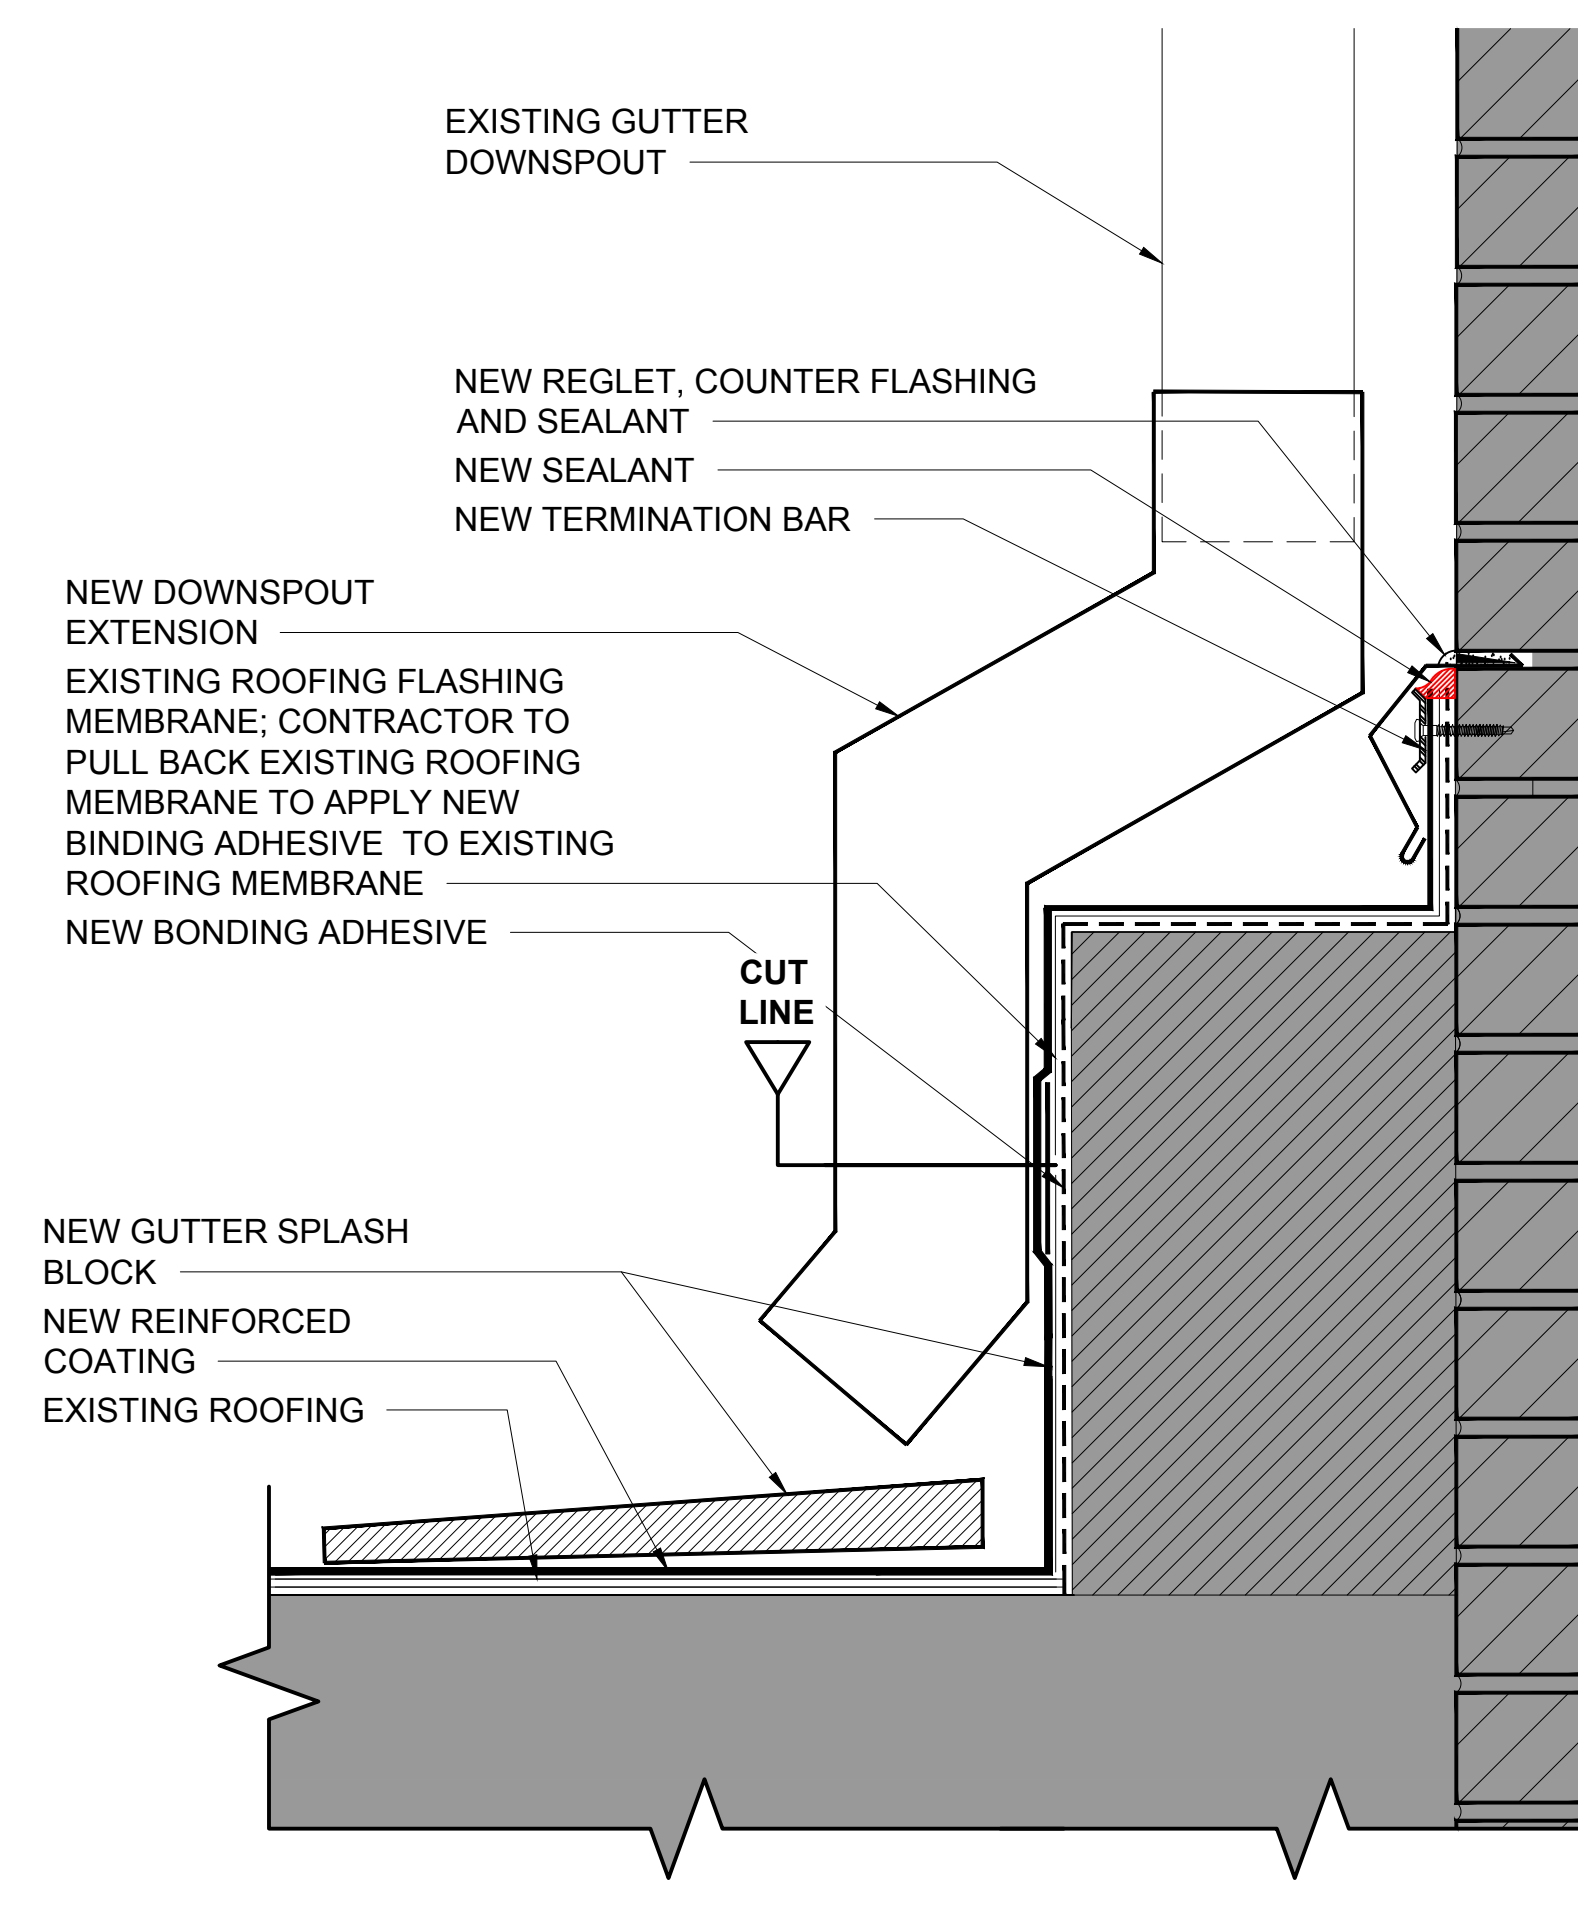 EXISTING GUTTER
DOWNSPOUT
NEW REGLET, COUNTER FLASHING
AND SEALANT
NEW SEALANT
NEW TERMINATION BAR
NEW DOWNSPOUT
EXTENSION
EXISTING ROOFING FLASHING
MEMBRANE; CONTRACTOR TO
PULL BACK EXISTING ROOFING
MEMBRANE TO APPLY NEW
BINDING ADHESIVE  TO EXISTING
ROOFING MEMBRANE
NEW BONDING ADHESIVE
CUT
LINE
NEW GUTTER SPLASH
BLOCK
NEW REINFORCED
COATING
EXISTING ROOFING